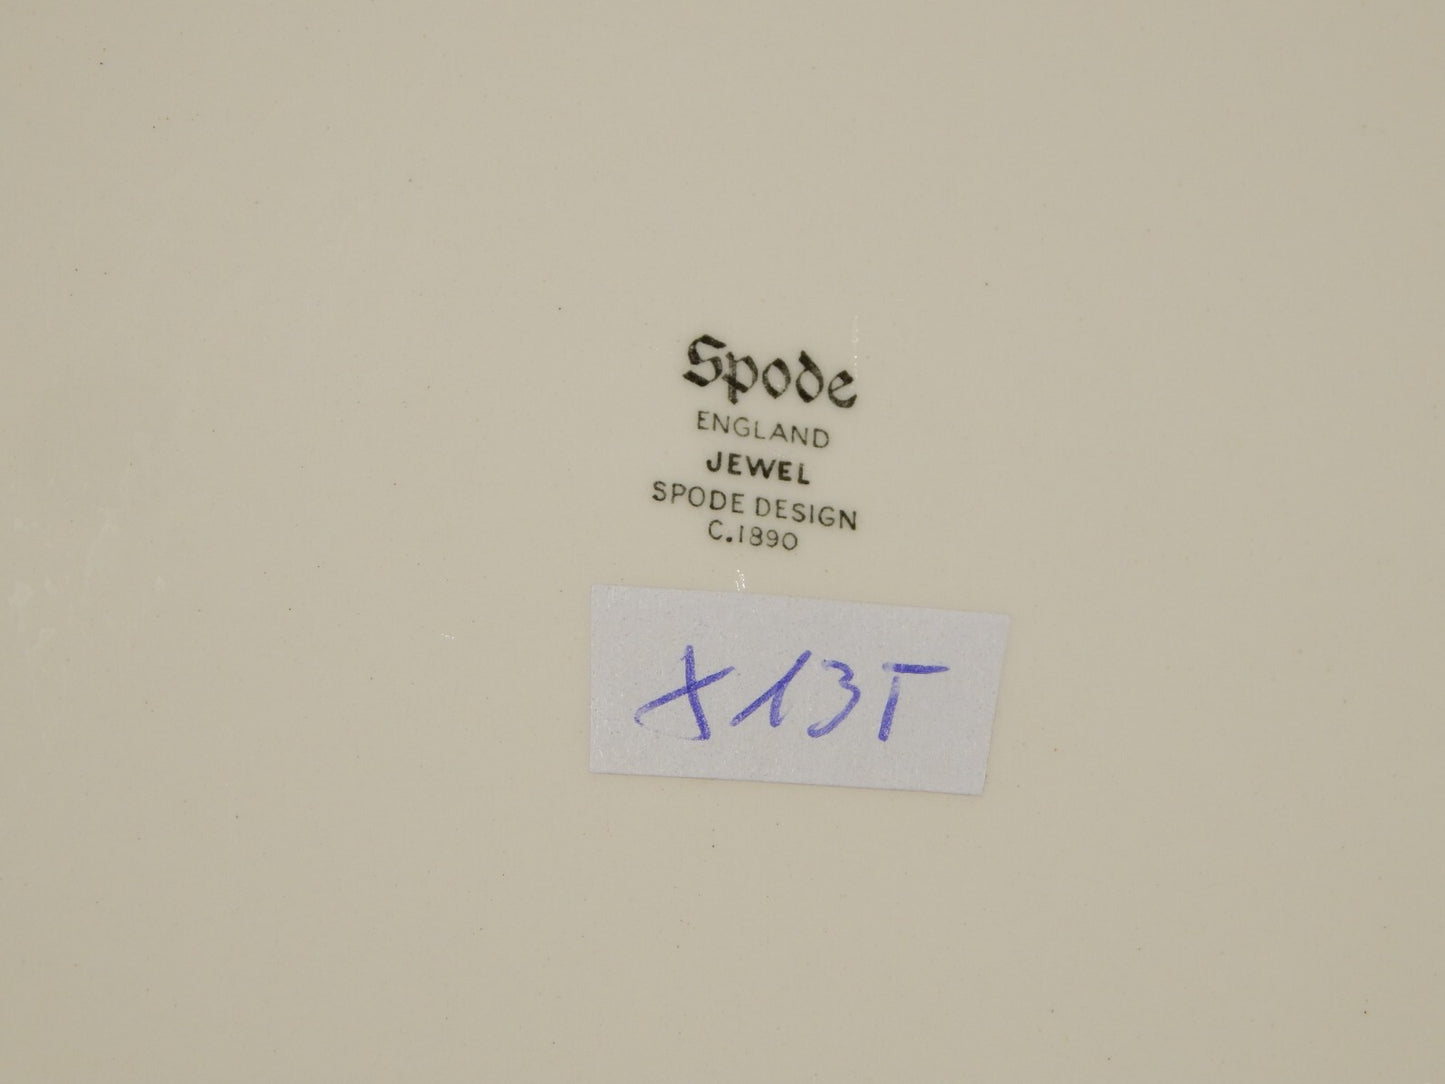 Spode
ENGLAND
JEWEL
SPODE DESIGN
C.1890
X13T